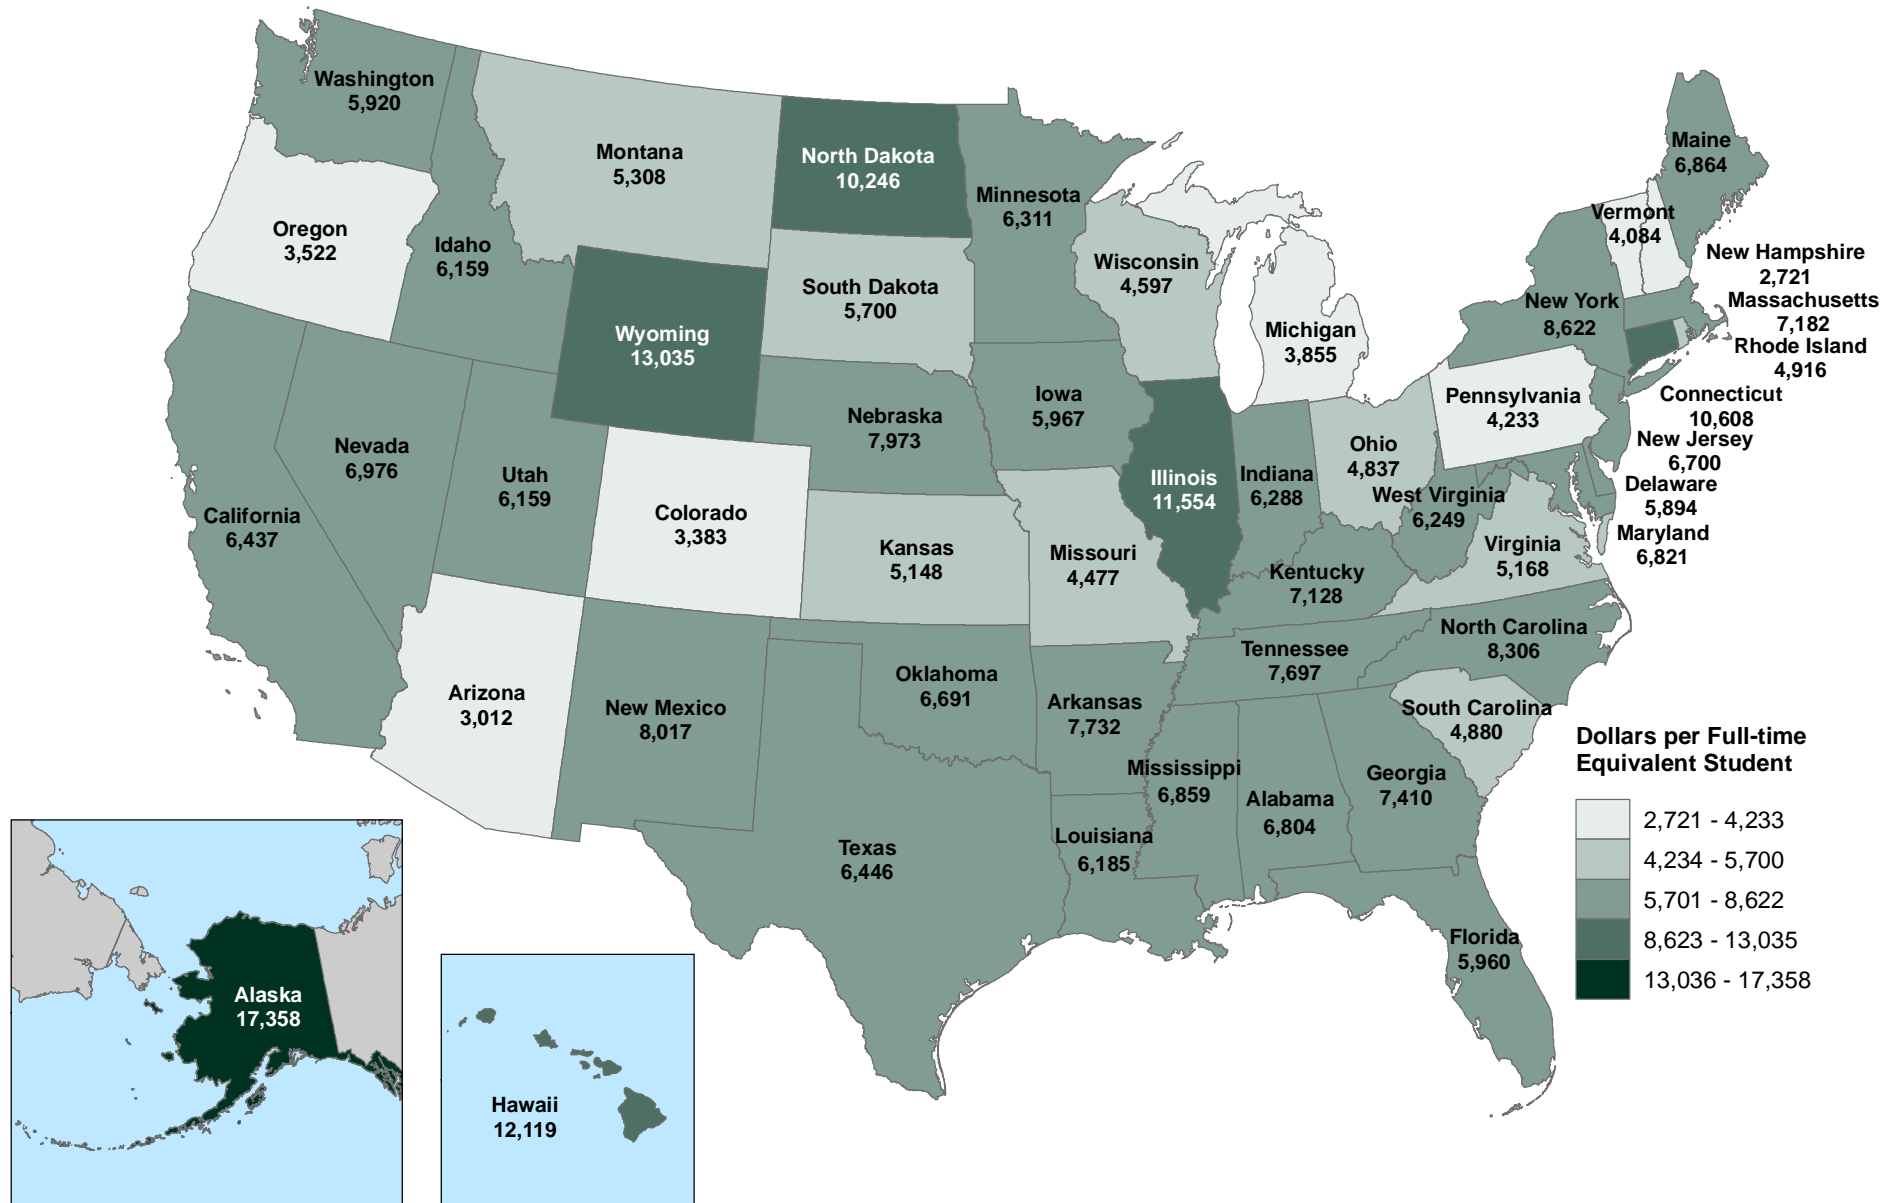 Washington
5,920
Montana
5,308
North Dakota
10,246
Minnesota
6,311
Maine
6,864
Oregon
3,522
Idaho
6,159
Wisconsin
4,597
Vermont
4,084
New Hampshire
2,721
South Dakota
5,700
Wyoming
13,035
Michigan
3,855
New York
8,622
Massachusetts
7,182
Rhode Island
4,916
Connecticut
10,608
Pennsylvania
4,233
New Jersey
6,700
Iowa
5,967
Nebraska
7,973
Nevada
6,976
Utah
6,159
Ohio
4,837
Illinois
11,554
Indiana
6,288
West Virginia
6,249
Delaware
5,894
Maryland
6,821
California
6,437
Colorado
3,383
Kansas
5,148
Missouri
4,477
Virginia
5,168
Kentucky
7,128
North Carolina
8,306
Tennessee
7,697
Arizona
3,012
New Mexico
8,017
Oklahoma
6,691
Arkansas
7,732
South Carolina
4,880
Mississippi
6,859
Alabama
6,804
Georgia
7,410
Texas
6,446
Louisiana
6,185
Florida
5,960
Alaska
17,358
Hawaii
12,119
Dollars per Full-time
Equivalent Student
2,721 - 4,233
4,234 - 5,700
5,701 - 8,622
8,623 - 13,035
13,036 - 17,358